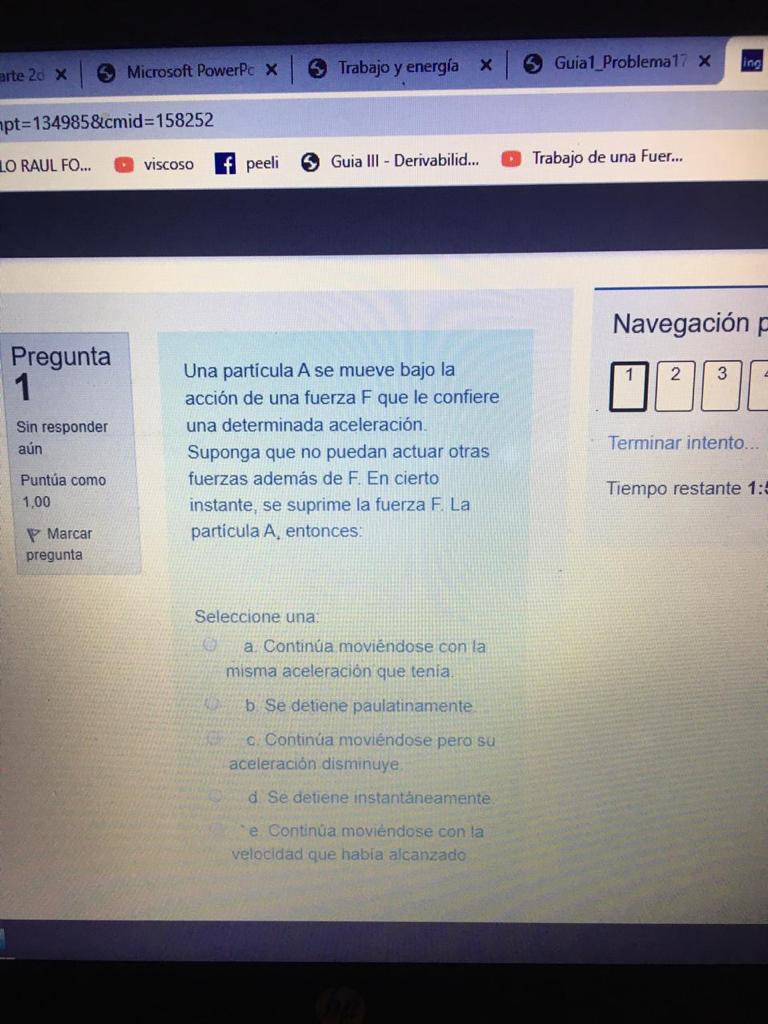 arte 2d
Microsoft PowerPc
Trabajo y energía
Guia1_Problema17
ing
npt=134985&cmid=158252
LO RAUL FO...
viscoso
peeli
Guia III - Derivabilid...
Trabajo de una Fuer...
Pregunta
1
Sin responder
aún
Puntúa como
1,00
Marcar
pregunta
Una partícula A se mueve bajo la
acción de una fuerza F que le confiere
una determinada aceleración.
Suponga que no puedan actuar otras
fuerzas además de F. En cierto
instante, se suprime la fuerza F. La
partícula A, entonces:
Seleccione una:
a. Continúa moviéndose con la
misma aceleración que tenía.
b. Se detiene paulatinamente.
c. Continúa moviéndose pero su
aceleración disminuye.
d. Se detiene instantáneamente.
e. Continúa moviéndose con la
velocidad que había alcanzado.
Navegación p
1 2 3 4
Terminar intento...
Tiempo restante 1:5
hp